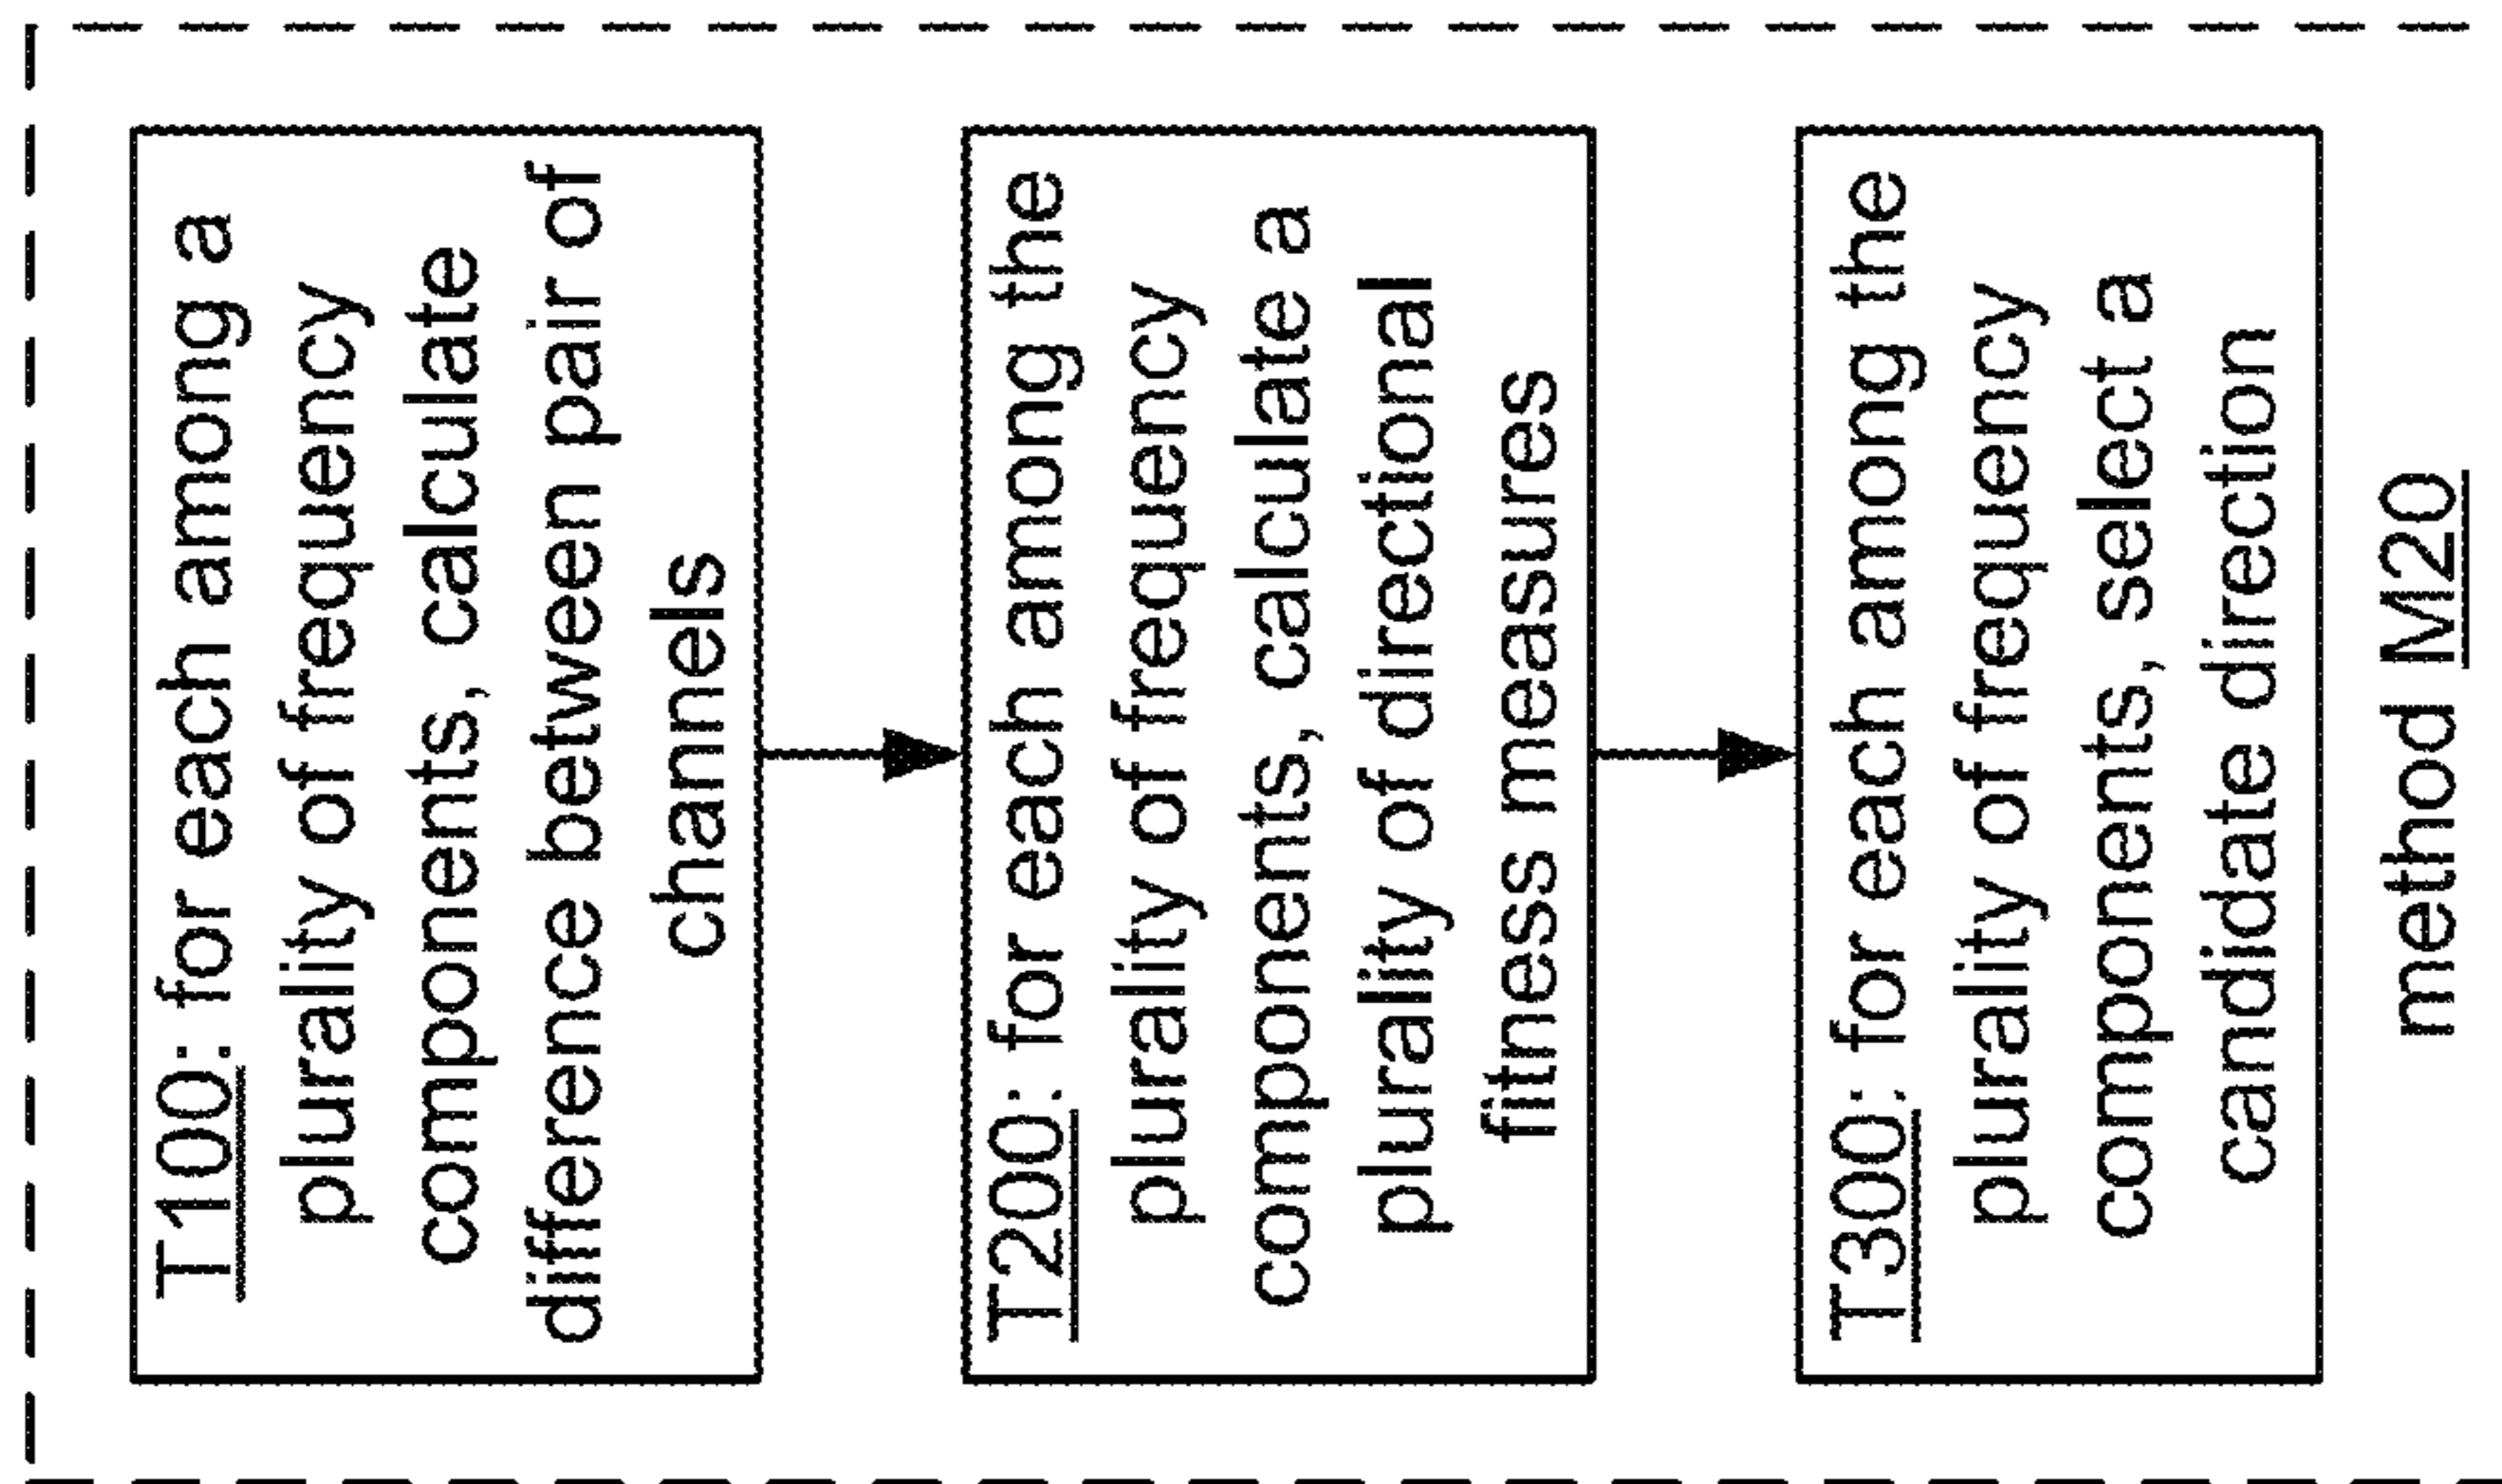 T100: for each among a
plurality of frequency
components, calculate
difference between pair of
channels
T200: for each among the
plurality of frequency
components, calculate a
plurality of directional
fitness measures
T300: for each among the
plurality of frequency
components, select a
candidate direction
method M20